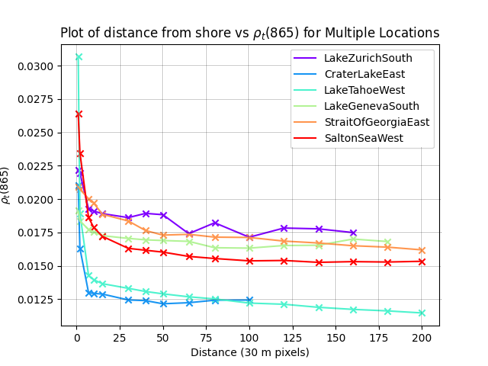 Plot of distance from shore vs ρt(865) for Multiple Locations
LakeZurichSouth
CraterLakeEast
LakeTahoeWest
LakeGenevaSouth
StraitOfGeorgiaEast
SaltonSeaWest
0.0300
0.0275
0.0250
0.0225
0.0200
0.0175
0.0150
0.0125
ρt(865)
0 25 50 75 100 125 150 175 200
Distance (30 m pixels)